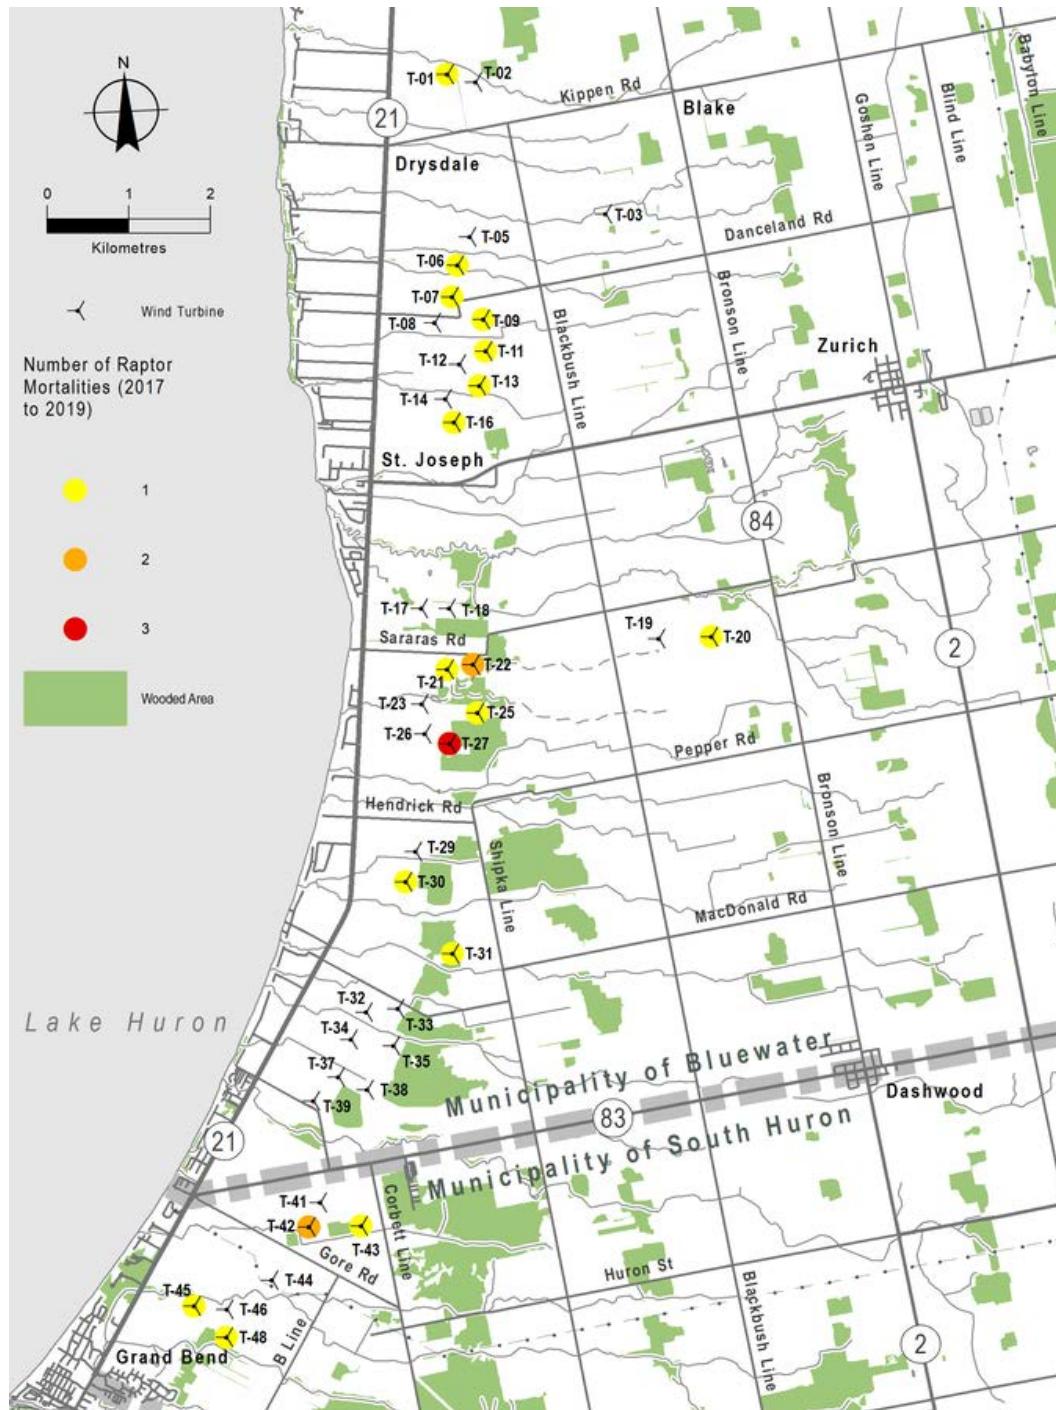 N
0 1 2
Kilometres
Wind Turbine
Number of Raptor
Mortalities (2017
to 2019)
1
2
3
Wooded Area
Lake Huron
T-01
T-02
Kippen Rd
Blake
Goshen Line
Blind Line
Babyton Line
21
Drysdale
T-03
T-05
Danceland Rd
T-06
T-07
T-08
T-09
Blackbush Line
Bronson Line
Zurich
T-11
T-12
T-13
T-14
T-16
St. Joseph
84
T-17
T-18
Sararas Rd
T-19
T-20
2
T-21
T-22
T-23
T-25
T-26
T-27
Pepper Rd
Hendrick Rd
Bronson Line
T-29
Shipka Line
T-30
MacDonald Rd
T-31
T-32
T-33
T-34
T-35
T-37
T-38
T-39
Municipality of Bluewater
Dashwood
83
Municipality of South Huron
21
T-41
T-42
T-43
Corbett Line
Gore Rd
Huron St
T-44
T-45
T-46
T-48
B Line
Blackbush Line
2
Grand Bend